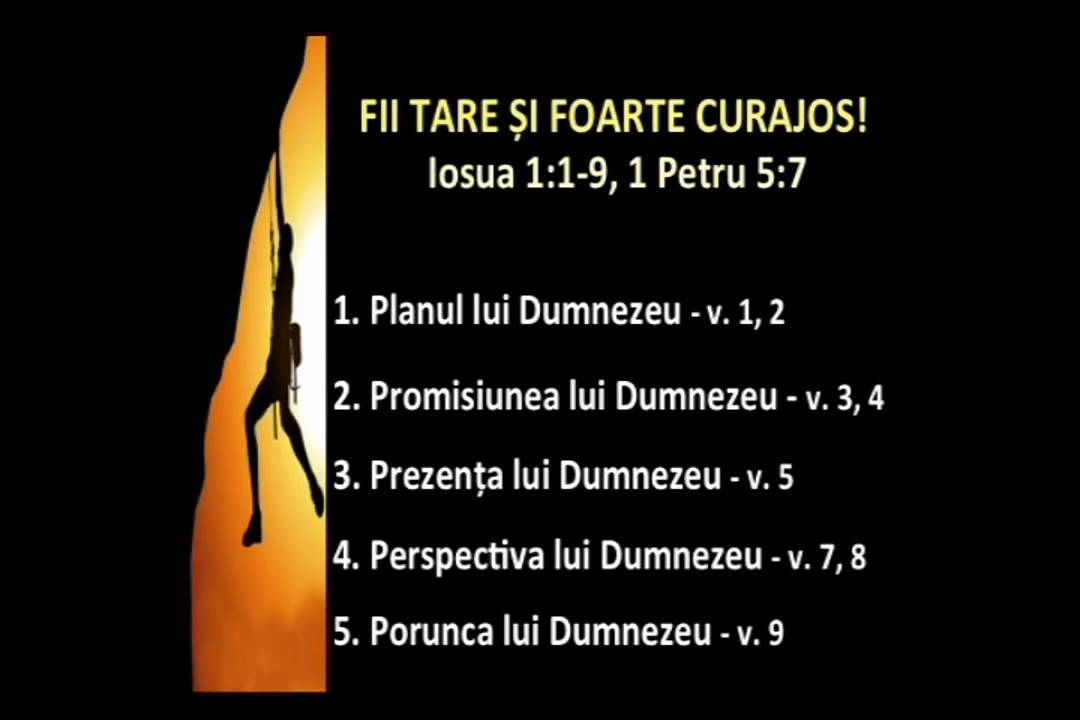 FII TARE ȘI FOARTE CURAJOS!
Iosua 1:1-9, 1 Petru 5:7
1. Planul lui Dumnezeu - v. 1, 2
2. Promisiunea lui Dumnezeu - v. 3, 4
3. Prezența lui Dumnezeu - v. 5
4. Perspectiva lui Dumnezeu - v. 7, 8
5. Porunca lui Dumnezeu - v. 9